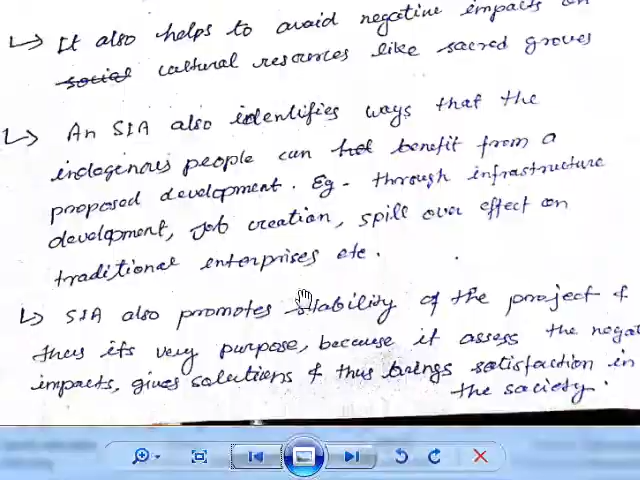 ↳ It also helps to avoid negative impacts on
social cultural resources like sacred groves
↳ An SIA also identifies ways that the
indegenous people can hel benefit from a
proposed development. Eg - through infrastructure
development, Job creation, spill over effect on
traditional enterprises etc.
↳ SIA also promotes stability of the project &
thus its very purpose, because it assess the negat
impacts, gives solutions & thus brings satisfaction in
the society.